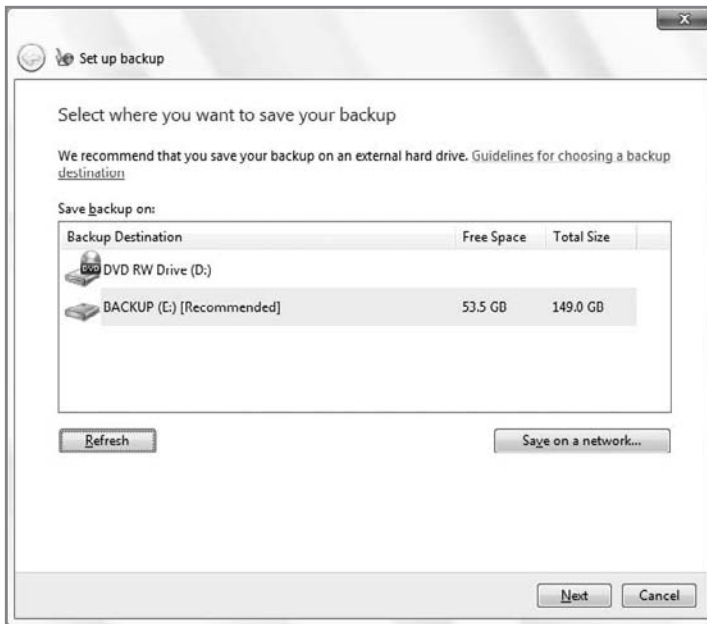 x
Set up backup
Select where you want to save your backup
We recommend that you save your backup on an external hard drive. Guidelines for choosing a backup
destination
Save backup on:
Backup Destination Free Space Total Size
DVD DVD RW Drive (D:)
BACKUP (E:) [Recommended] 53.5 GB 149.0 GB
Refresh Save on a network...
Next Cancel